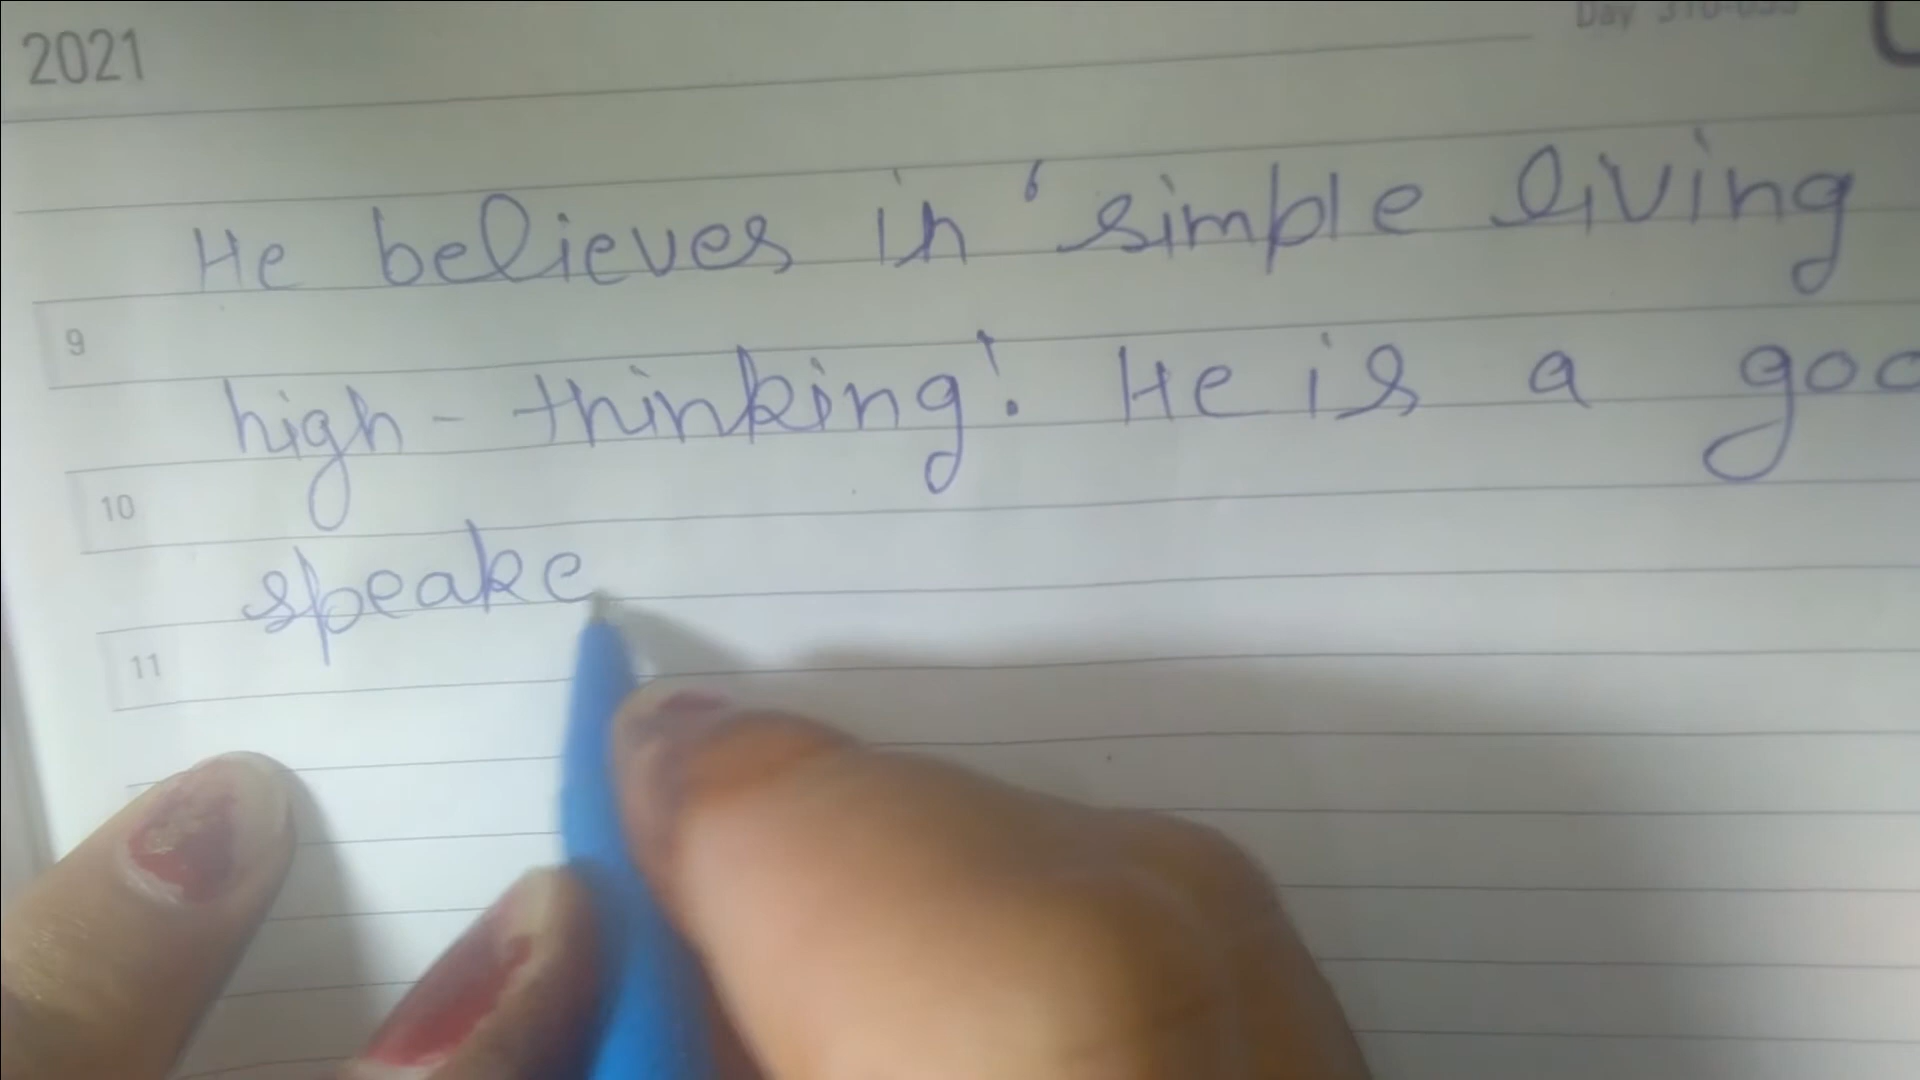 2021
He believes in 'simple living
high - thinking'. He is a goo
9
10
speake
11